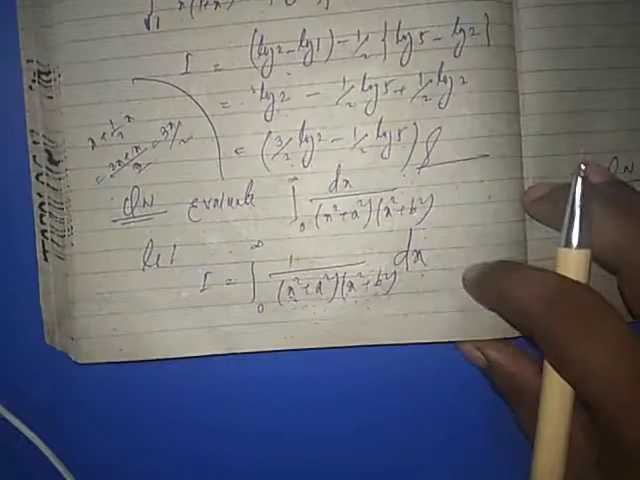 I = (log2 - log1) - 1/2 {log5 - log2}
= log2 - 1/2 log5 + 1/2 log2
= (3/2 log2 - 1/2 log5)
QN Evaluate ∫₀^∞ dx/((x²+a²)(x²+b²))
let
I = ∫₀^∞ 1/((x²+a²)(x²+b²)) dx
QN